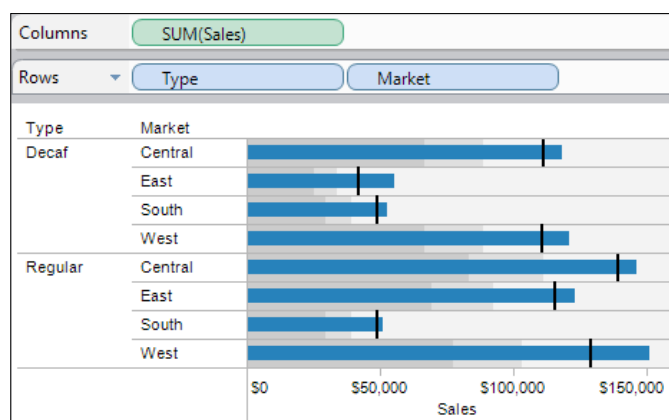 Columns SUM(Sales)
Rows Type Market
Type Market
Decaf Central
East
South
West
Regular Central
East
South
West
$0 $50,000 $100,000 $150,000
Sales